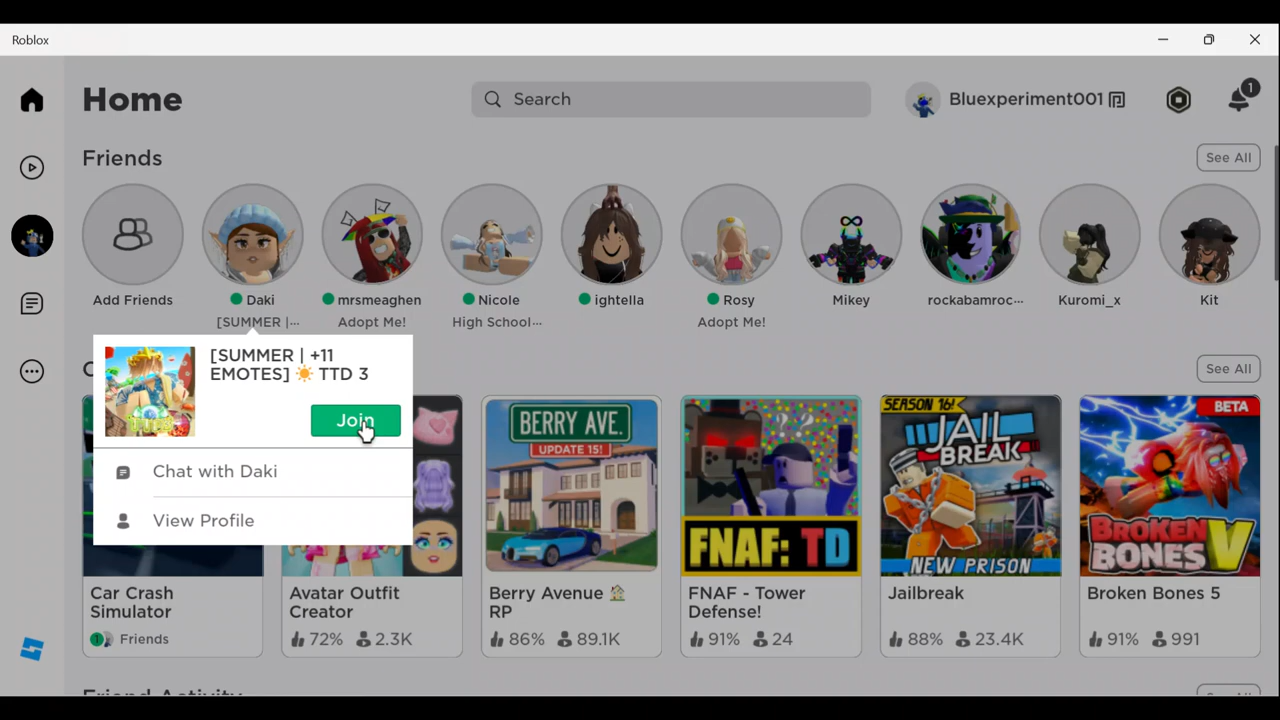 Roblox
Home
Search
Bluexperiment001
1
Friends
See All
Add Friends
Daki
mrsmeaghen
Nicole
ightella
Rosy
Mikey
rockabamroc...
Kuromi_x
Kit
[SUMMER |...
Adopt Me!
High School...
Adopt Me!
[SUMMER | +11
EMOTES] ☀️ TTD 3
Join
Chat with Daki
View Profile
C
See All
BERRY AVE.
UPDATE 15!
FNAF: TD
SEASON 16!
JAIL
BREAK
NEW PRISON
BETA
BROKEN
BONES V
Car Crash
Simulator
1 Friends
Avatar Outfit
Creator
72% 2.3K
Berry Avenue 🏠
RP
86% 89.1K
FNAF - Tower
Defense!
91% 24
Jailbreak
88% 23.4K
Broken Bones 5
91% 991
Friend Activity